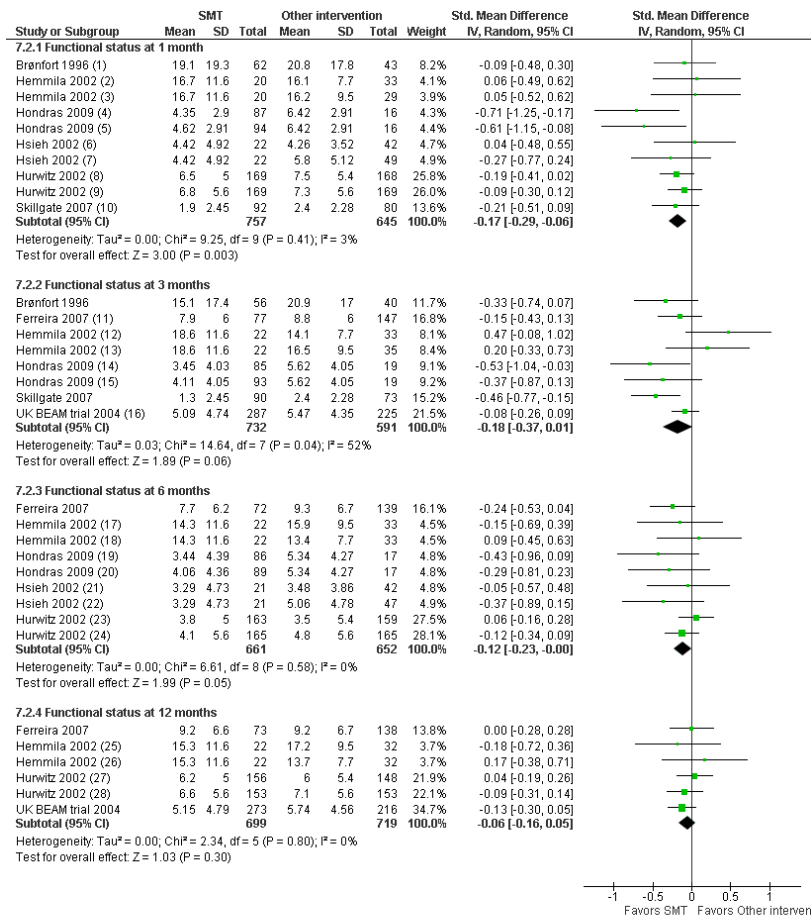 SMT Other intervention Std. Mean Difference Std. Mean Difference
Study or Subgroup Mean SD Total Mean SD Total Weight IV, Random, 95% CI IV, Random, 95% CI
7.2.1 Functional status at 1 month
Brønfort 1996 (1) 19.1 19.3 62 20.8 17.8 43 8.2% -0.09 [-0.48, 0.30]
Hemmila 2002 (2) 16.7 11.6 20 16.1 7.7 33 4.1% 0.06 [-0.49, 0.62]
Hemmila 2002 (3) 16.7 11.6 20 16.2 9.5 29 3.9% 0.05 [-0.52, 0.62]
Hondras 2009 (4) 4.35 2.9 87 6.42 2.91 16 4.4% -0.71 [-1.25, -0.17]
Hondras 2009 (5) 4.62 2.91 94 6.42 2.91 16 4.5% -0.61 [-1.15, -0.08]
Hsieh 2002 (6) 4.42 4.92 22 4.26 3.52 42 4.7% 0.04 [-0.48, 0.55]
Hsieh 2002 (7) 4.42 4.92 22 5.8 5.12 49 4.9% -0.27 [-0.77, 0.24]
Hurwitz 2002 (8) 6.5 5 169 7.5 5.4 168 25.8% -0.19 [-0.41, 0.02]
Hurwitz 2002 (9) 6.8 5.6 169 7.3 5.6 169 26.0% -0.09 [-0.30, 0.12]
Skillgate 2007 (10) 1.9 2.45 92 2.4 2.28 80 13.4% -0.21 [-0.51, 0.09]
Subtotal (95% CI) 757 645 100.0% -0.17 [-0.29, -0.06]
Heterogeneity: Tau² = 0.00; Chi² = 9.25, df = 9 (P = 0.41); I² = 3%
Test for overall effect: Z = 3.00 (P = 0.003)
7.2.2 Functional status at 3 months
Brønfort 1996 15.1 17.4 56 20.9 17 40 11.7% -0.33 [-0.74, 0.07]
Ferreira 2007 (11) 7.9 6 77 8.8 6 147 16.8% -0.15 [-0.43, 0.13]
Hemmila 2002 (12) 18.6 11.6 22 14.1 7.7 33 8.0% 0.47 [-0.08, 1.02]
Hemmila 2002 (13) 18.6 11.6 22 16.5 9.5 35 8.4% 0.20 [-0.33, 0.73]
Hondras 2009 (14) 3.45 4.03 85 5.62 4.05 19 8.9% -0.53 [-1.04, -0.03]
Hondras 2009 (15) 4.11 4.05 93 5.62 4.05 19 9.1% -0.37 [-0.87, 0.13]
Skillgate 2007 1.3 2.45 90 2.4 2.28 73 15.6% -0.46 [-0.77, -0.15]
UK BEAM trial 2004 (16) 5.09 4.74 287 5.47 4.35 225 21.5% -0.08 [-0.26, 0.09]
Subtotal (95% CI) 732 591 100.0% -0.18 [-0.37, 0.01]
Heterogeneity: Tau² = 0.03; Chi² = 14.64, df = 7 (P = 0.04); I² = 52%
Test for overall effect: Z = 1.89 (P = 0.06)
7.2.3 Functional status at 6 months
Ferreira 2007 7.7 6.2 72 9.3 6.7 139 16.1% -0.24 [-0.53, 0.04]
Hemmila 2002 (17) 14.3 11.6 22 15.9 9.5 33 4.5% -0.15 [-0.69, 0.39]
Hemmila 2002 (18) 14.3 11.6 22 13.4 7.7 33 4.5% 0.09 [-0.45, 0.63]
Hondras 2009 (19) 3.44 4.39 86 5.34 4.27 17 4.8% -0.43 [-0.96, 0.09]
Hondras 2009 (20) 4.06 4.36 89 5.34 4.27 17 4.8% -0.29 [-0.81, 0.23]
Hsieh 2002 (21) 3.29 4.73 21 3.48 3.86 42 4.8% -0.05 [-0.57, 0.48]
Hsieh 2002 (22) 3.29 4.73 21 5.06 4.78 47 4.9% -0.37 [-0.89, 0.15]
Hurwitz 2002 (23) 3.8 5 163 3.5 5.4 159 27.5% 0.06 [-0.16, 0.28]
Hurwitz 2002 (24) 4.1 5.6 165 4.8 5.6 165 28.1% -0.12 [-0.34, 0.09]
Subtotal (95% CI) 661 652 100.0% -0.12 [-0.23, -0.00]
Heterogeneity: Tau² = 0.00; Chi² = 6.61, df = 8 (P = 0.58); I² = 0%
Test for overall effect: Z = 1.99 (P = 0.05)
7.2.4 Functional status at 12 months
Ferreira 2007 9.2 6.6 73 9.2 6.7 138 13.8% 0.00 [-0.28, 0.28]
Hemmila 2002 (25) 15.3 11.6 22 17.2 9.5 32 3.7% -0.18 [-0.72, 0.36]
Hemmila 2002 (26) 15.3 11.6 22 13.7 7.7 32 3.7% 0.17 [-0.38, 0.71]
Hurwitz 2002 (27) 6.2 5 156 6 5.4 148 21.9% 0.04 [-0.19, 0.26]
Hurwitz 2002 (28) 6.6 5.6 153 7.1 5.6 153 22.1% -0.09 [-0.31, 0.14]
UK BEAM trial 2004 5.15 4.79 273 5.74 4.56 216 34.7% -0.13 [-0.30, 0.05]
Subtotal (95% CI) 699 719 100.0% -0.06 [-0.16, 0.05]
Heterogeneity: Tau² = 0.00; Chi² = 2.34, df = 5 (P = 0.80); I² = 0%
Test for overall effect: Z = 1.03 (P = 0.30)
-1 -0.5 0 0.5 1
Favors SMT Favors Other interven